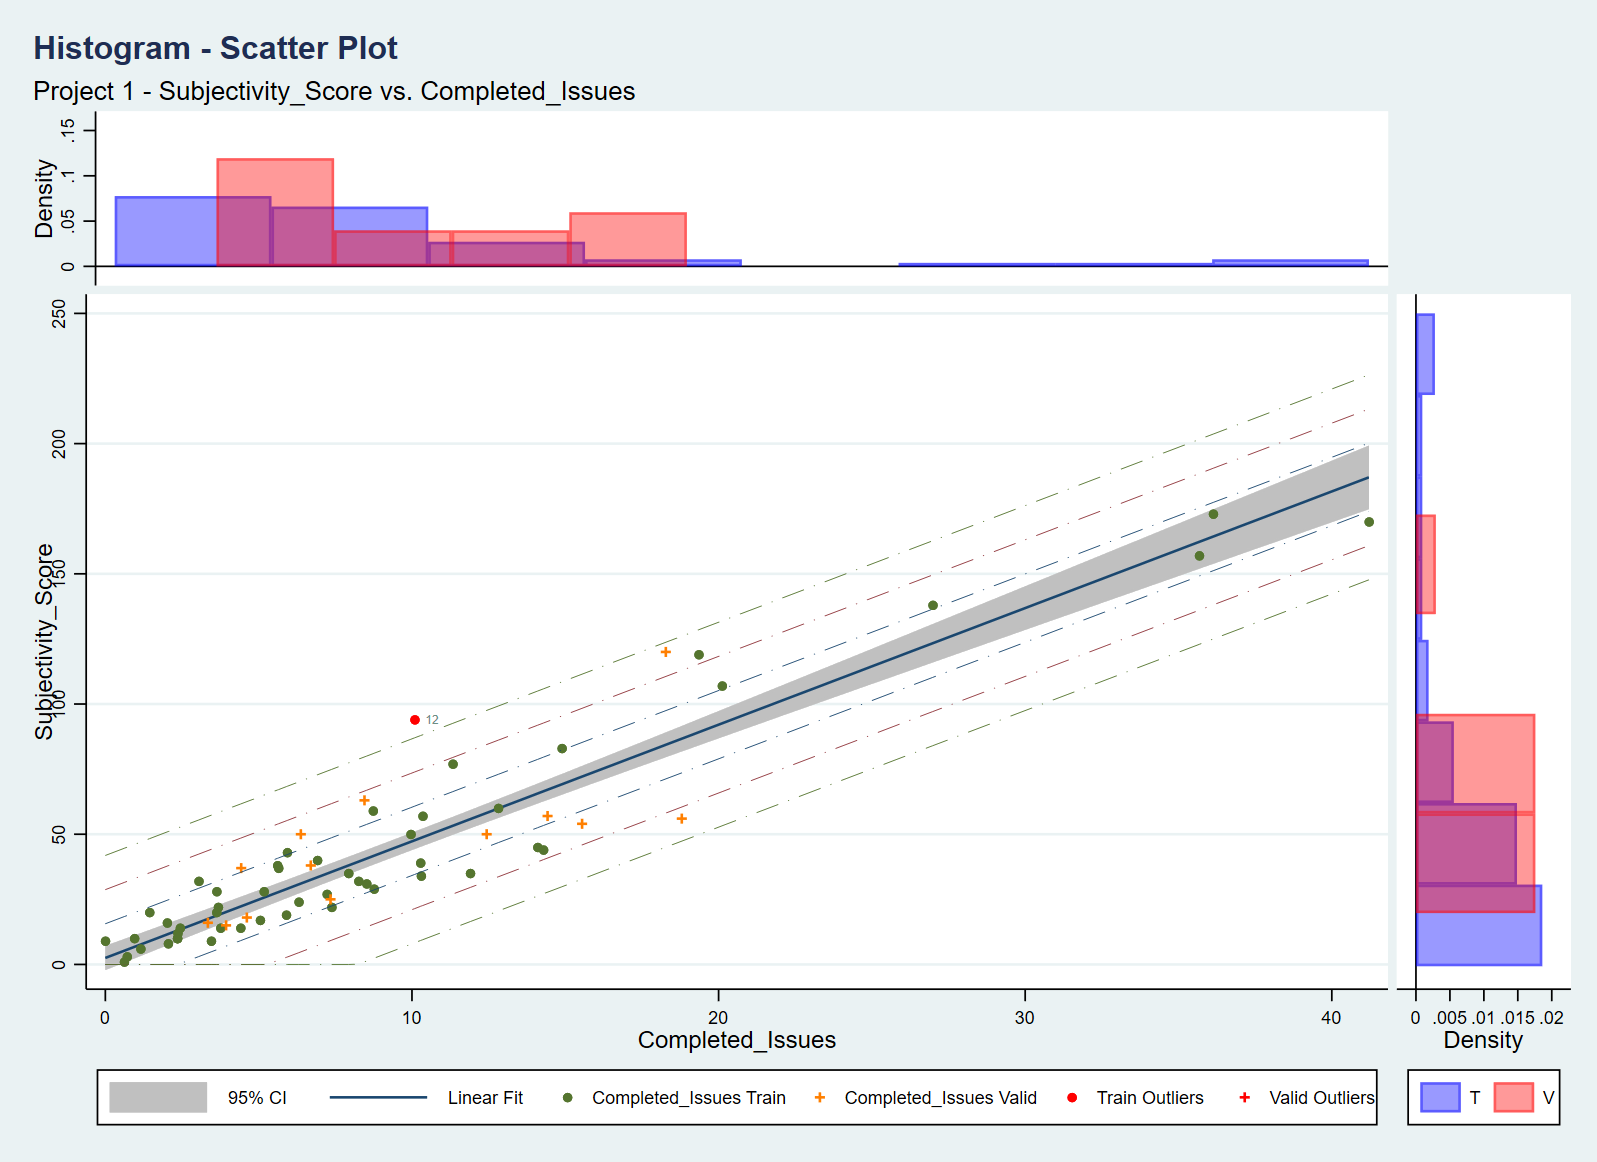 Histogram - Scatter Plot
Project 1 - Subjectivity_Score vs. Completed_Issues
Density
0 .05 .1 .15
Subjectivity_Score
0 50 100 150 200 250
12
0 10 20 30 40
Completed_Issues
0 .005 .01 .015 .02
Density
95% CI Linear Fit Completed_Issues Train Completed_Issues Valid Train Outliers Valid Outliers
T V